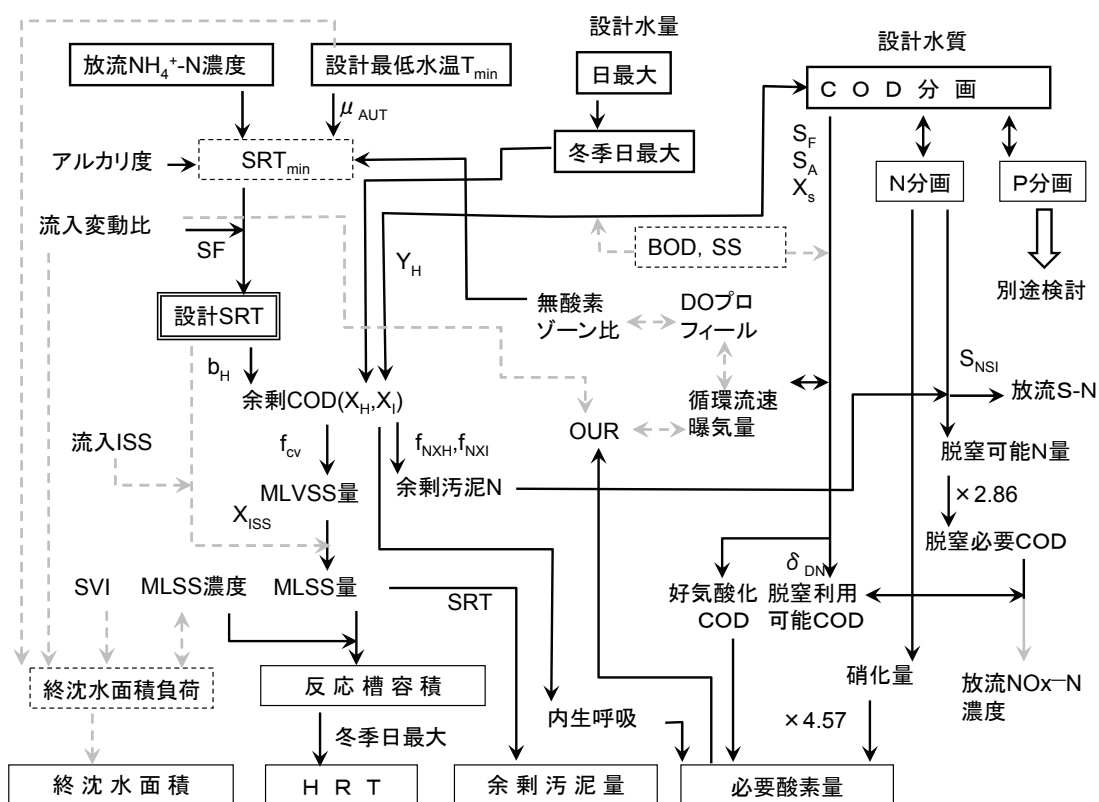 設計水量
設計水質
放流NH₄⁺-N濃度
設計最低水温Tmin
日最大
ＣＯＤ分画
μAUT
アルカリ度
SRTmin
冬季日最大
SF
SA
Xs
N分画
P分画
流入変動比
SF
YH
BOD, SS
別途検討
設計SRT
無酸素
ゾーン比
DOプロ
フィール
bH
余剰COD(XH,XI)
循環流速
曝気量
SNSI
放流S-N
OUR
流入ISS
fcv
fNXH,fNXI
脱窒可能N量
MLVSS量
余剰汚泥N
×2.86
XISS
脱窒必要COD
SVI
MLSS濃度
MLSS量
SRT
δDN
好気酸化
COD
脱窒利用
可能COD
終沈水面積負荷
反応槽容積
硝化量
放流NOx—N
濃度
内生呼吸
×4.57
冬季日最大
終沈水面積
ＨＲＴ
余剰汚泥量
必要酸素量